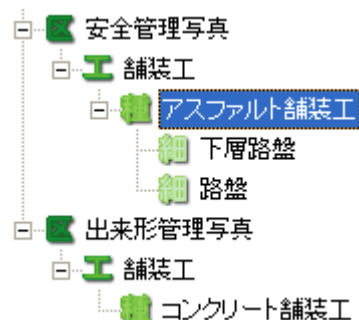 安全管理写真
舗装工
アスファルト舗装工
下層路盤
路盤
出来形管理写真
舗装工
コンクリート舗装工